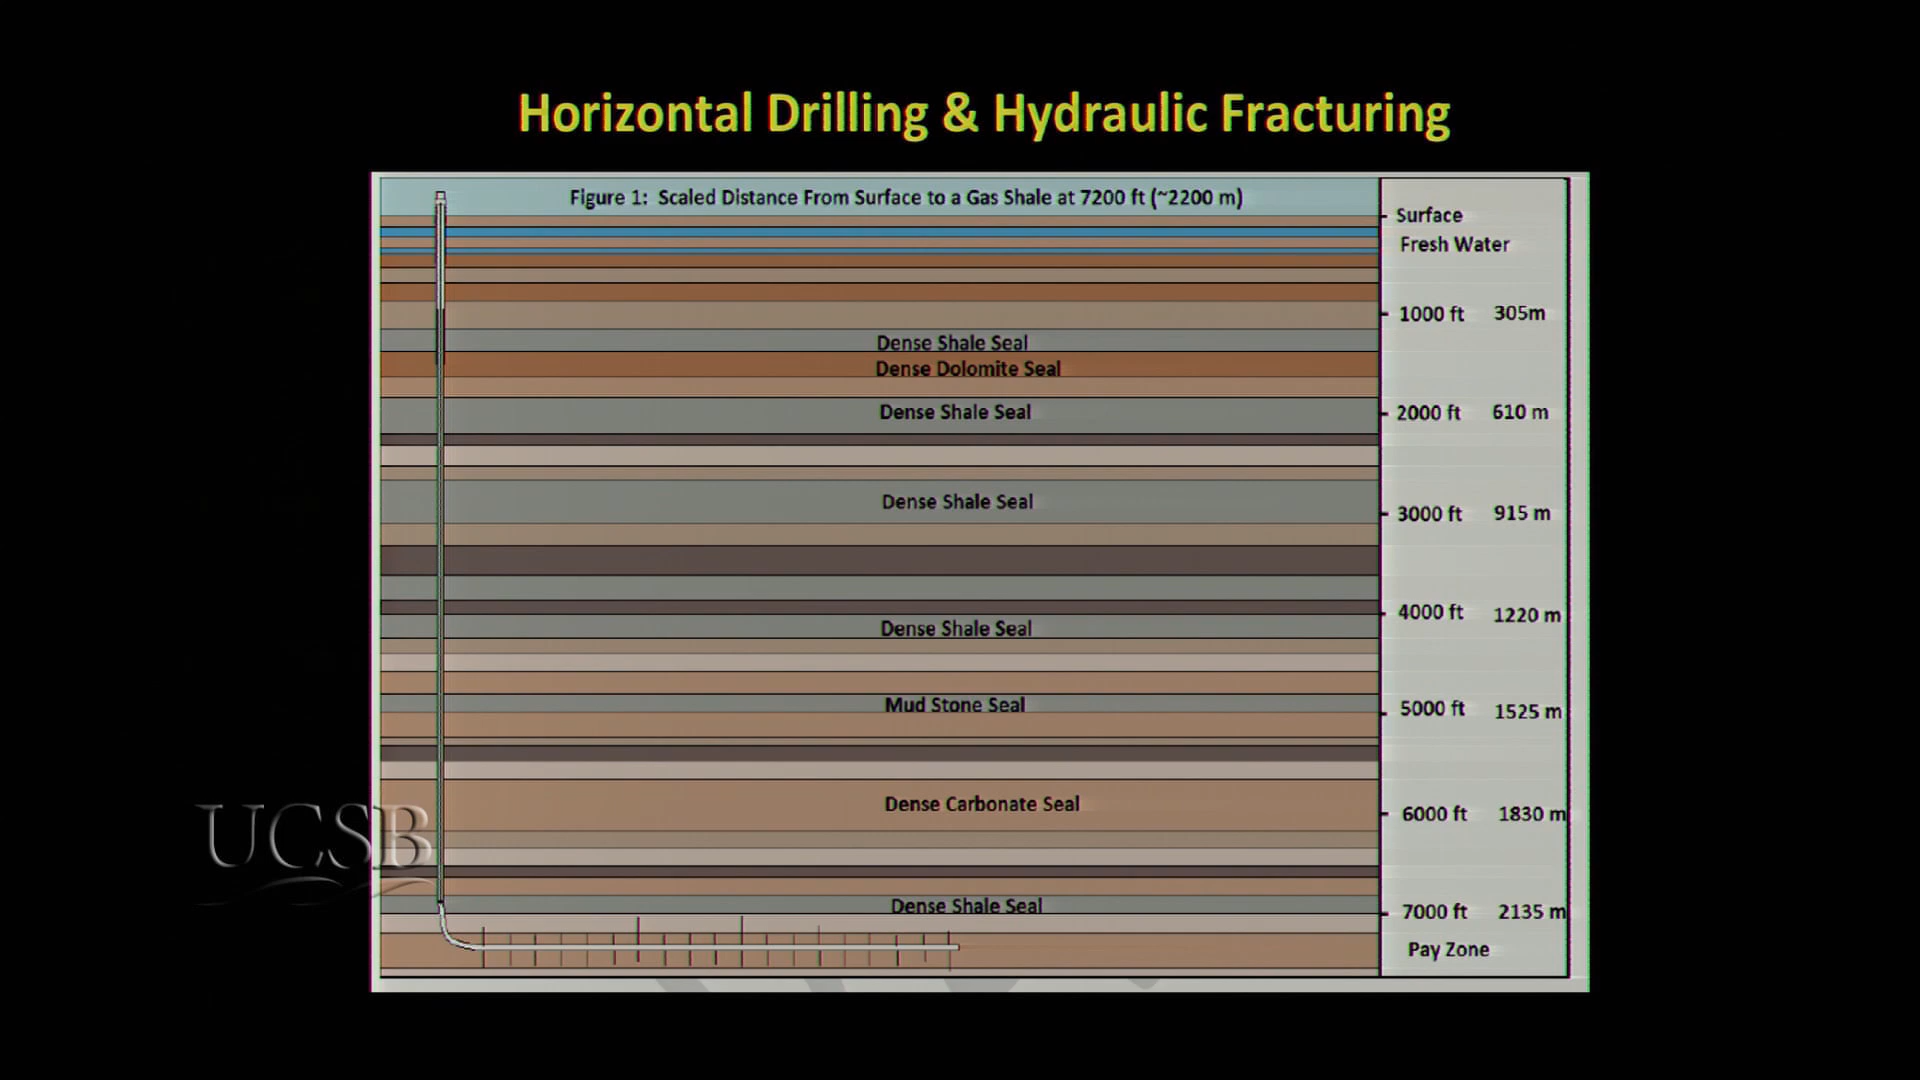 Horizontal Drilling & Hydraulic Fracturing
Figure 1: Scaled Distance From Surface to a Gas Shale at 7200 ft (~2200 m)
Surface
Fresh Water
1000 ft 305m
Dense Shale Seal
Dense Dolomite Seal
Dense Shale Seal
2000 ft 610 m
Dense Shale Seal
3000 ft 915 m
4000 ft 1220 m
Dense Shale Seal
Mud Stone Seal
5000 ft 1525 m
Dense Carbonate Seal
6000 ft 1830 m
UCSB
Dense Shale Seal
7000 ft 2135 m
Pay Zone